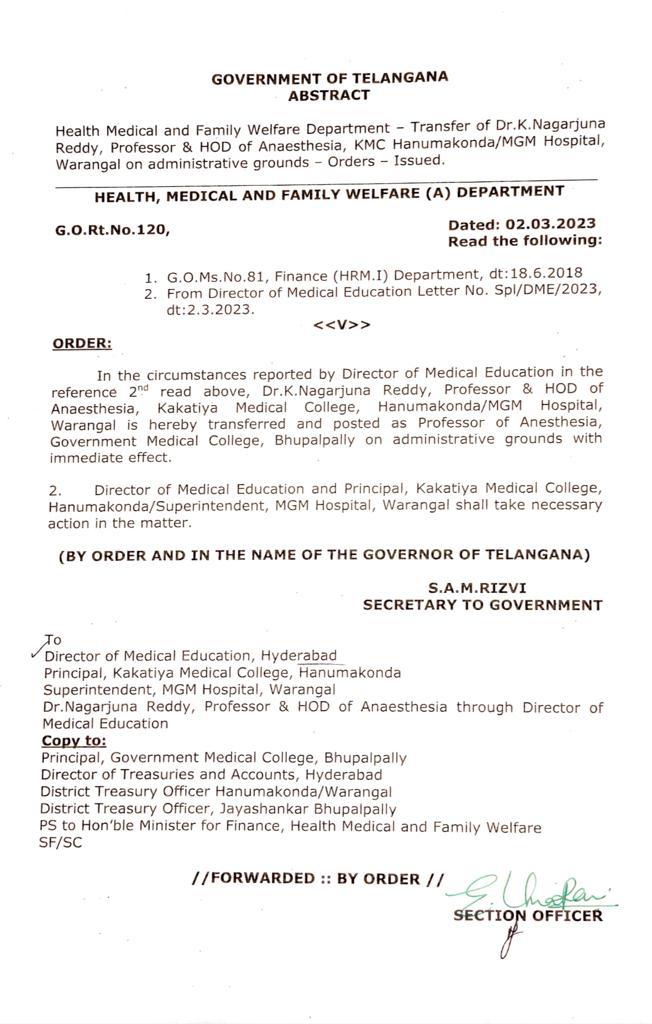 GOVERNMENT OF TELANGANA
ABSTRACT
Health Medical and Family Welfare Department – Transfer of Dr.K.Nagarjuna
Reddy, Professor & HOD of Anaesthesia, KMC Hanumakonda/MGM Hospital,
Warangal on administrative grounds – Orders – Issued.
HEALTH, MEDICAL AND FAMILY WELFARE (A) DEPARTMENT
G.O.Rt.No.120,
Dated: 02.03.2023
Read the following:
1. G.O.Ms.No.81, Finance (HRM.I) Department, dt:18.6.2018
2. From Director of Medical Education Letter No. Spl/DME/2023,
dt:2.3.2023.
<<V>>
ORDER:
In the circumstances reported by Director of Medical Education in the
reference 2nd read above, Dr.K.Nagarjuna Reddy, Professor & HOD of
Anaesthesia, Kakatiya Medical College, Hanumakonda/MGM Hospital,
Warangal is hereby transferred and posted as Professor of Anesthesia,
Government Medical College, Bhupalpally on administrative grounds with
immediate effect.
2. Director of Medical Education and Principal, Kakatiya Medical College,
Hanumakonda/Superintendent, MGM Hospital, Warangal shall take necessary
action in the matter.
(BY ORDER AND IN THE NAME OF THE GOVERNOR OF TELANGANA)
S.A.M.RIZVI
SECRETARY TO GOVERNMENT
To
Director of Medical Education, Hyderabad
Principal, Kakatiya Medical College, Hanumakonda
Superintendent, MGM Hospital, Warangal
Dr.Nagarjuna Reddy, Professor & HOD of Anaesthesia through Director of
Medical Education
Copy to:
Principal, Government Medical College, Bhupalpally
Director of Treasuries and Accounts, Hyderabad
District Treasury Officer Hanumakonda/Warangal
District Treasury Officer, Jayashankar Bhupalpally
PS to Hon'ble Minister for Finance, Health Medical and Family Welfare
SF/SC
//FORWARDED :: BY ORDER //
SECTION OFFICER